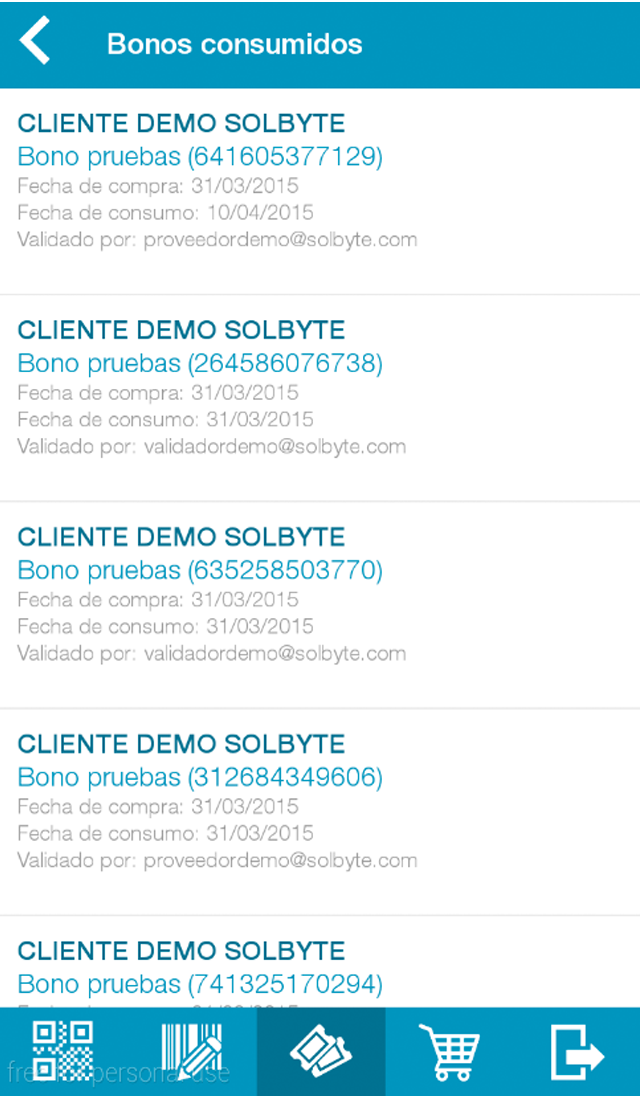 Bonos consumidos
CLIENTE DEMO SOLBYTE
Bono pruebas (641605377129)
Fecha de compra: 31/03/2015
Fecha de consumo: 10/04/2015
Validado por: proveedordemo@solbyte.com
CLIENTE DEMO SOLBYTE
Bono pruebas (264586076738)
Fecha de compra: 31/03/2015
Fecha de consumo: 31/03/2015
Validado por: validadordemo@solbyte.com
CLIENTE DEMO SOLBYTE
Bono pruebas (635258503770)
Fecha de compra: 31/03/2015
Fecha de consumo: 31/03/2015
Validado por: validadordemo@solbyte.com
CLIENTE DEMO SOLBYTE
Bono pruebas (312684349606)
Fecha de compra: 31/03/2015
Fecha de consumo: 31/03/2015
Validado por: proveedordemo@solbyte.com
CLIENTE DEMO SOLBYTE
Bono pruebas (741325170294)
free for personal use